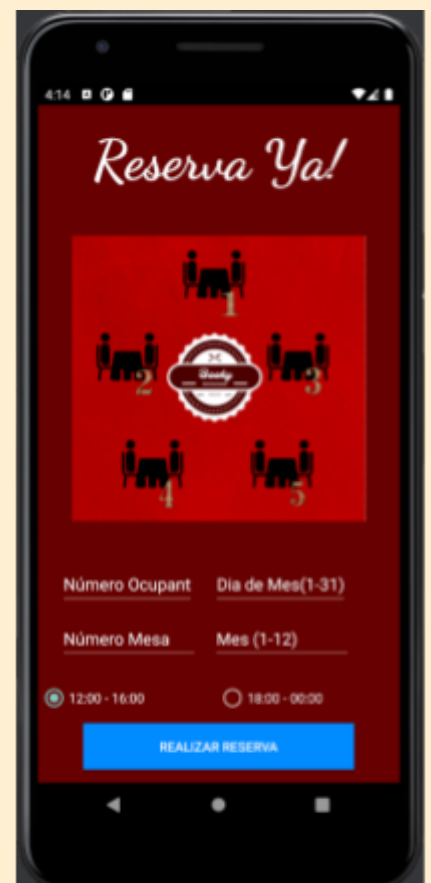 4:14
Reserva Ya!
1
2
3
4
5
Número Ocupant
Dia de Mes(1-31)
Número Mesa
Mes (1-12)
12:00 - 16:00
18:00 - 00:00
REALIZAR RESERVA